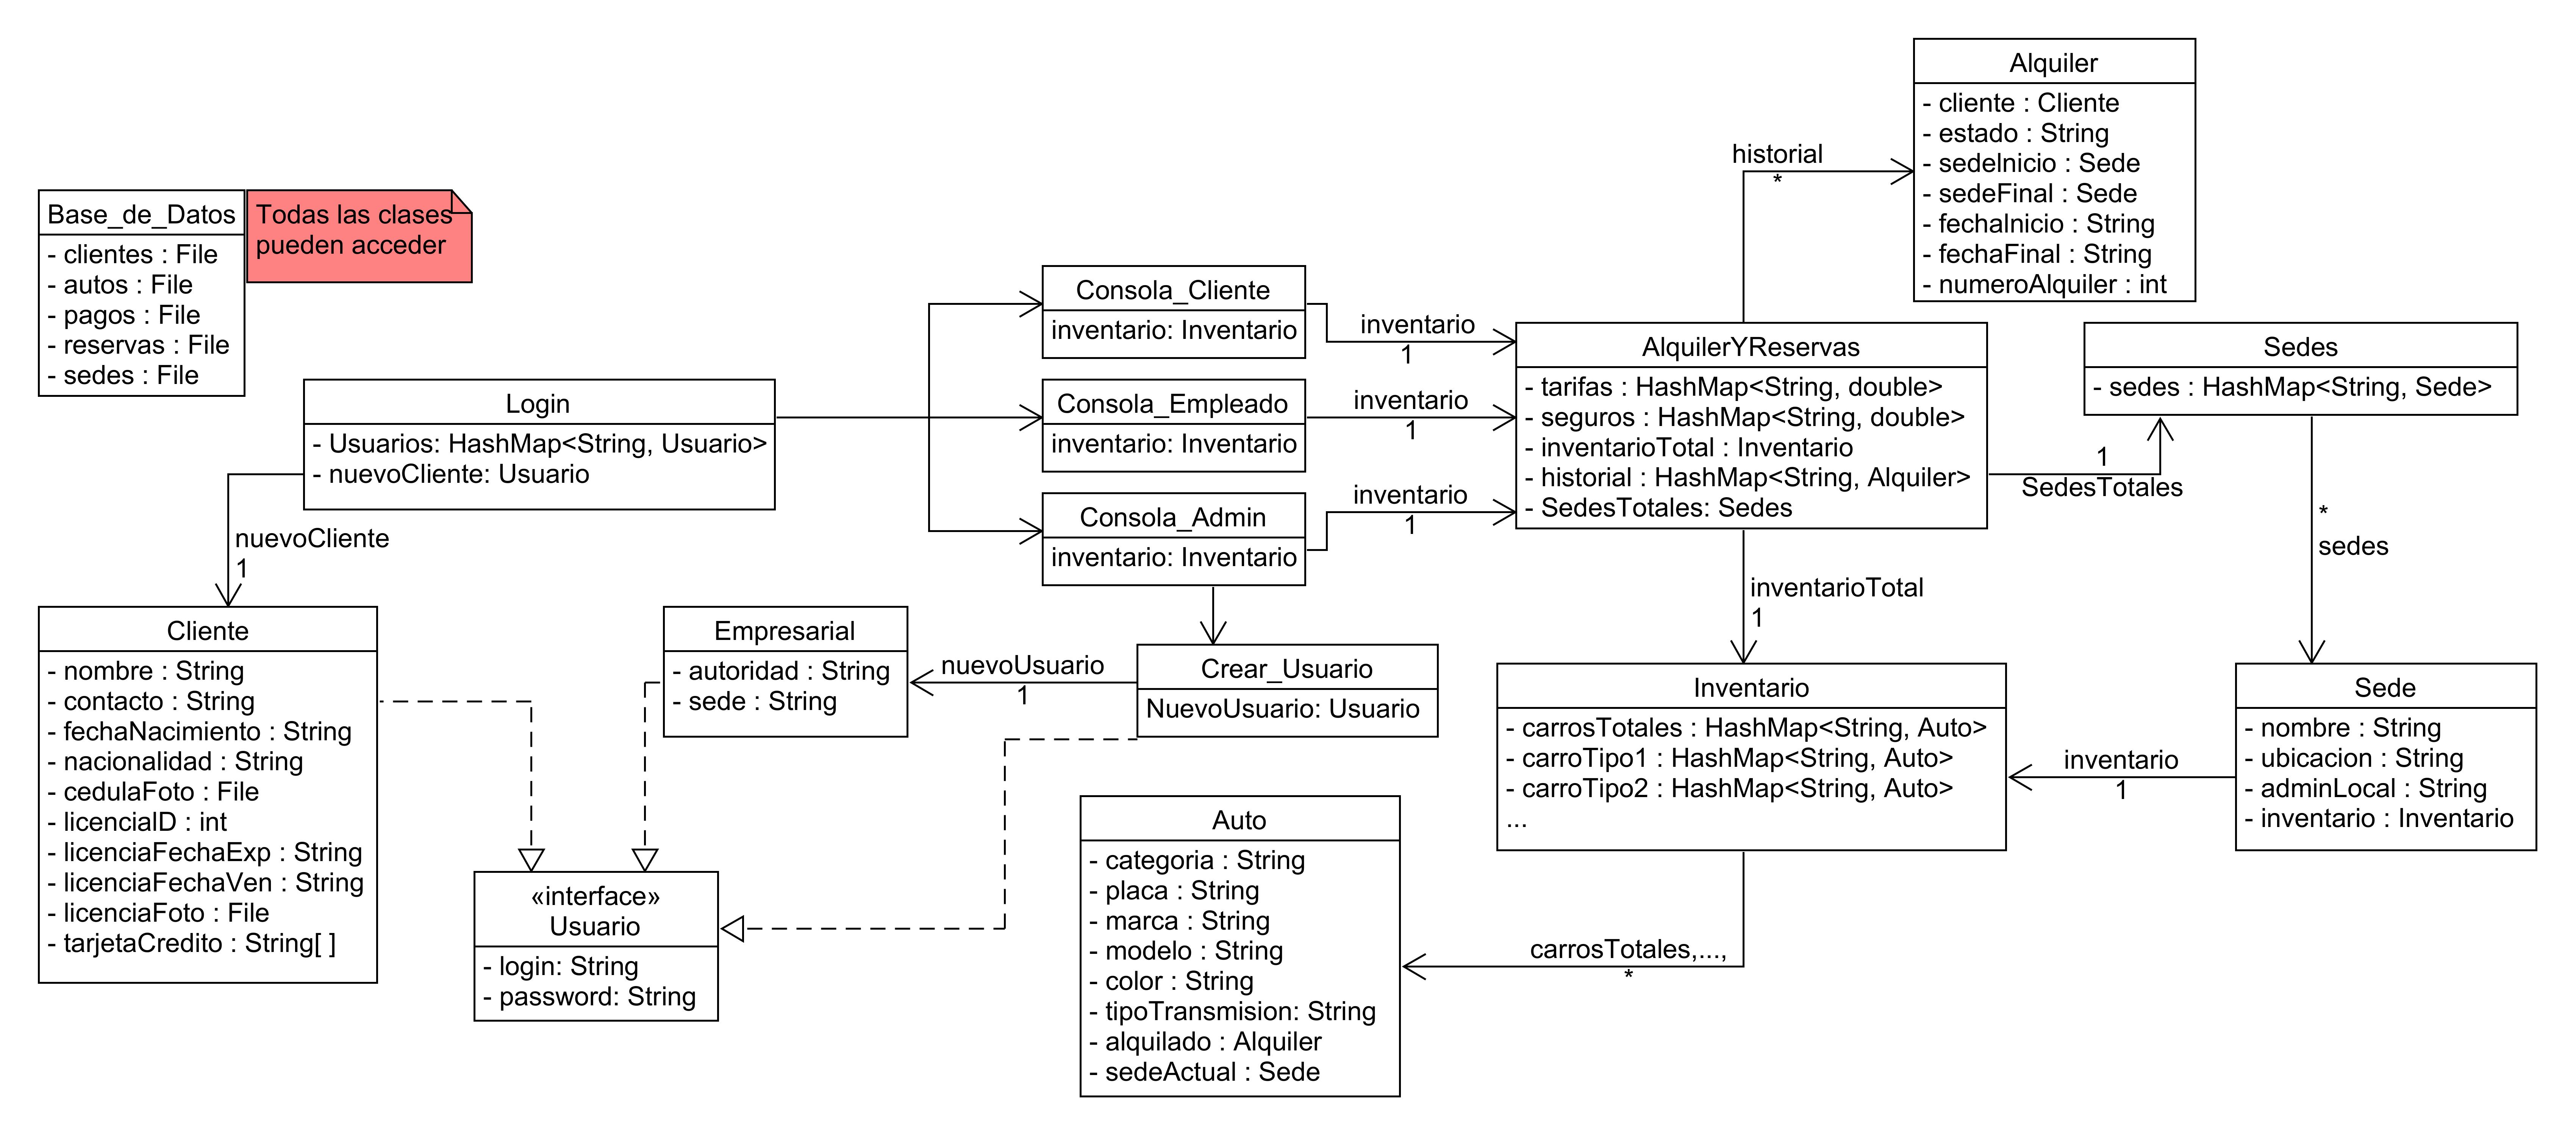 Base_de_Datos
- clientes : File
- autos : File
- pagos : File
- reservas : File
- sedes : File
Todas las clases
pueden acceder
Login
- Usuarios: HashMap<String, Usuario>
- nuevoCliente: Usuario
nuevoCliente
1
Cliente
- nombre : String
- contacto : String
- fechaNacimiento : String
- nacionalidad : String
- cedulaFoto : File
- licenciaID : int
- licenciaFechaExp : String
- licenciaFechaVen : String
- licenciaFoto : File
- tarjetaCredito : String[ ]
«interface»
Usuario
- login: String
- password: String
Empresarial
- autoridad : String
- sede : String
nuevoUsuario
1
Crear_Usuario
NuevoUsuario: Usuario
Consola_Cliente
inventario: Inventario
Consola_Empleado
inventario: Inventario
Consola_Admin
inventario: Inventario
inventario
1
inventario
1
inventario
1
AlquilerYReservas
- tarifas : HashMap<String, double>
- seguros : HashMap<String, double>
- inventarioTotal : Inventario
- historial : HashMap<String, Alquiler>
- SedesTotales: Sedes
historial
*
Alquiler
- cliente : Cliente
- estado : String
- sedeInicio : Sede
- sedeFinal : Sede
- fechaInicio : String
- fechaFinal : String
- numeroAlquiler : int
1
SedesTotales
Sedes
- sedes : HashMap<String, Sede>
*
sedes
Sede
- nombre : String
- ubicacion : String
- adminLocal : String
- inventario : Inventario
inventario
1
inventarioTotal
1
Inventario
- carrosTotales : HashMap<String, Auto>
- carroTipo1 : HashMap<String, Auto>
- carroTipo2 : HashMap<String, Auto>
...
carrosTotales,...,
*
Auto
- categoria : String
- placa : String
- marca : String
- modelo : String
- color : String
- tipoTransmision: String
- alquilado : Alquiler
- sedeActual : Sede